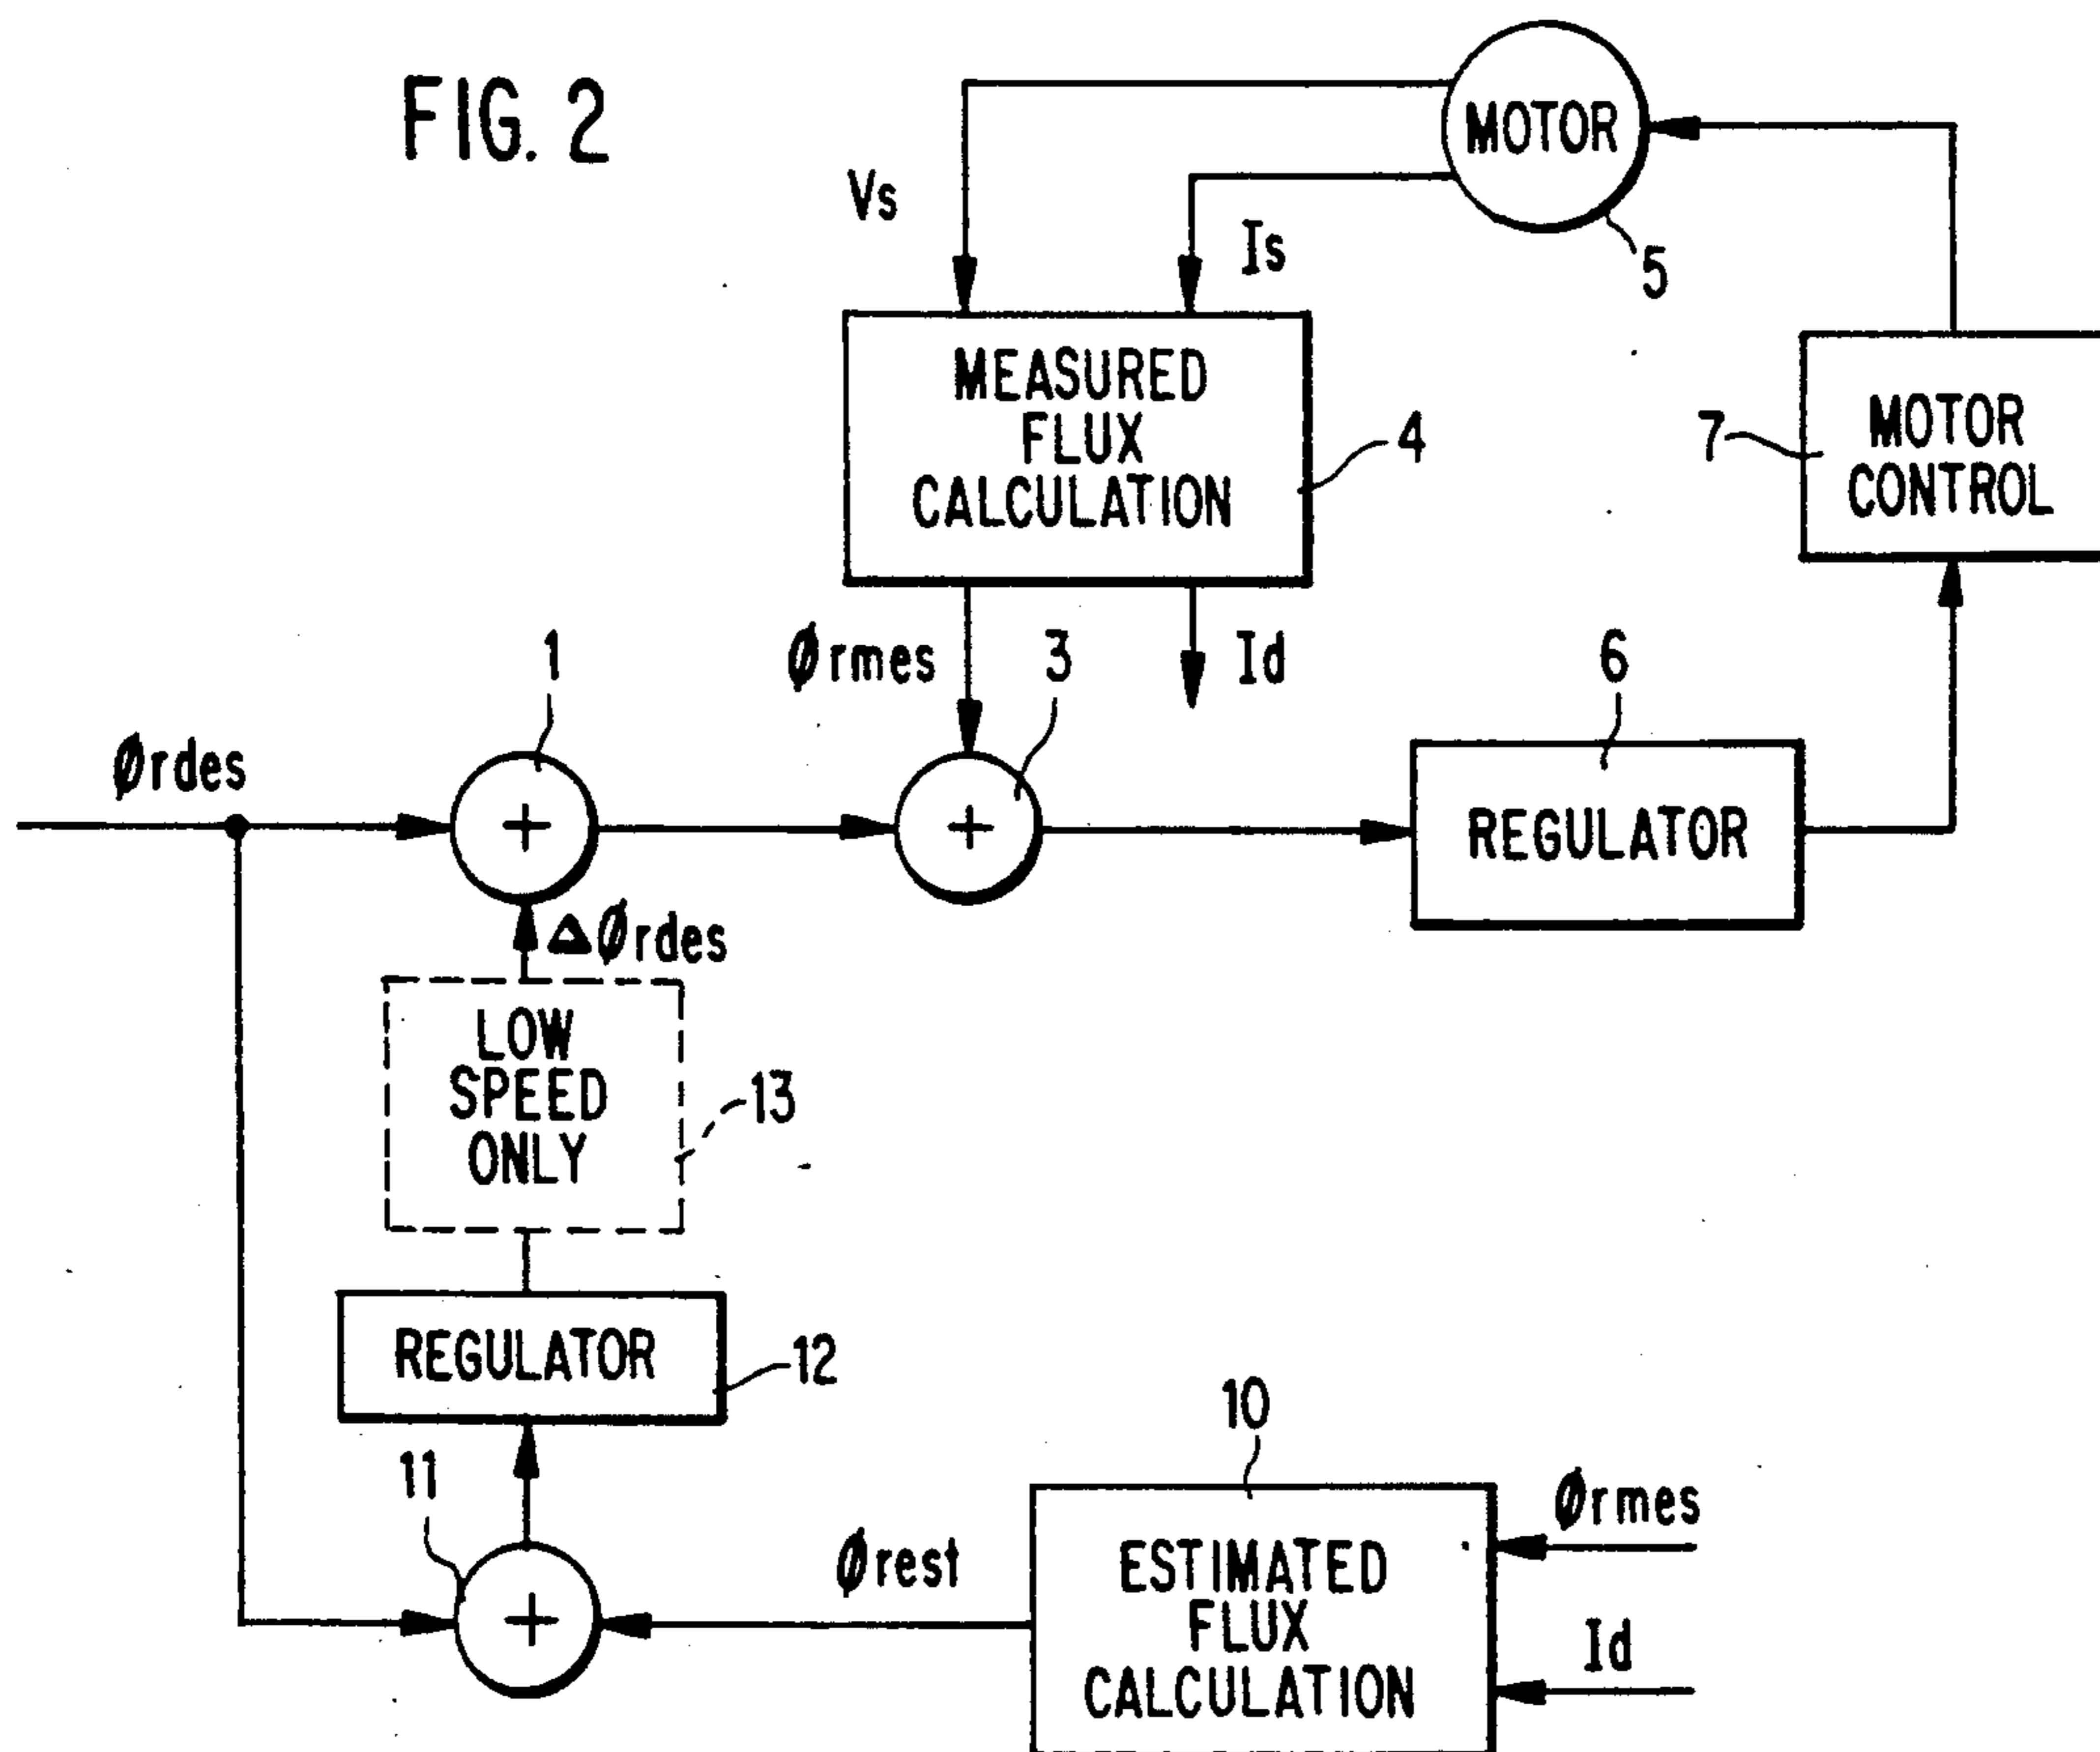 FIG. 2
MOTOR
5
Vs
Is
MEASURED
FLUX
CALCULATION
4
7
MOTOR
CONTROL
Ørmes
Id
1
3
6
Ørdes
+
+
REGULATOR
ΔØrdes
LOW
SPEED
ONLY
13
REGULATOR
12
10
11
+
Ørest
ESTIMATED
FLUX
CALCULATION
Ørmes
Id